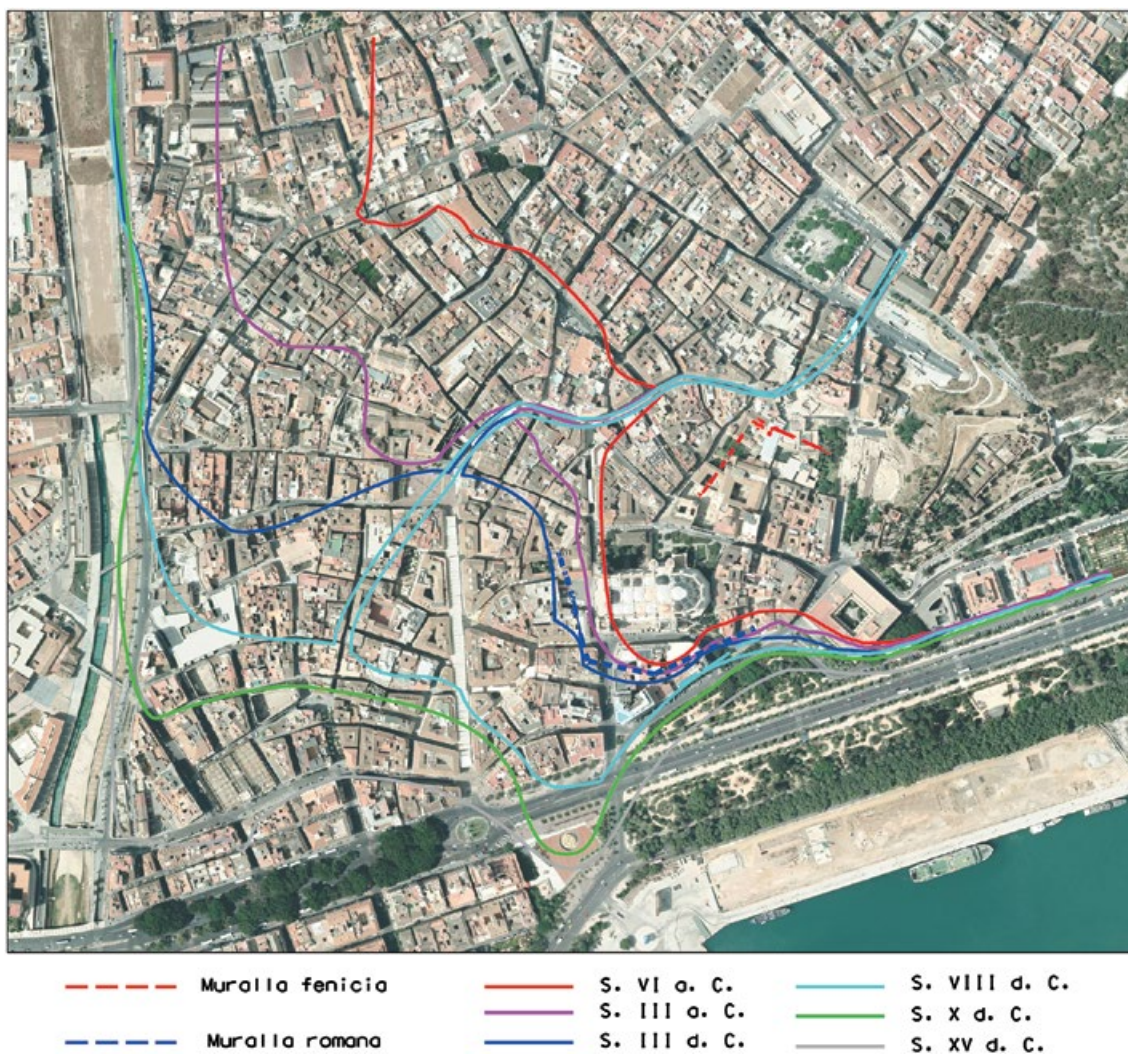 Muralla fenicia
Muralla romana
S. VI a. C.
S. III a. C.
S. III d. C.
S. VIII d. C.
S. X d. C.
S. XV d. C.